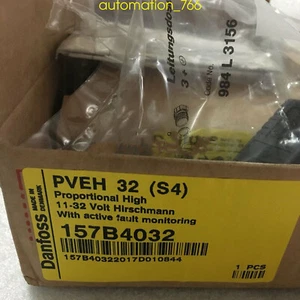 automation_766
Leitungsdo
3 +
984 L 3156
Danfoss
MADE IN
DENMARK
PVEH 32 (S4)
Proportional High
11-32 Volt Hirschmann
With active fault monitoring
157B4032
157B40322017D010844
1 PCS